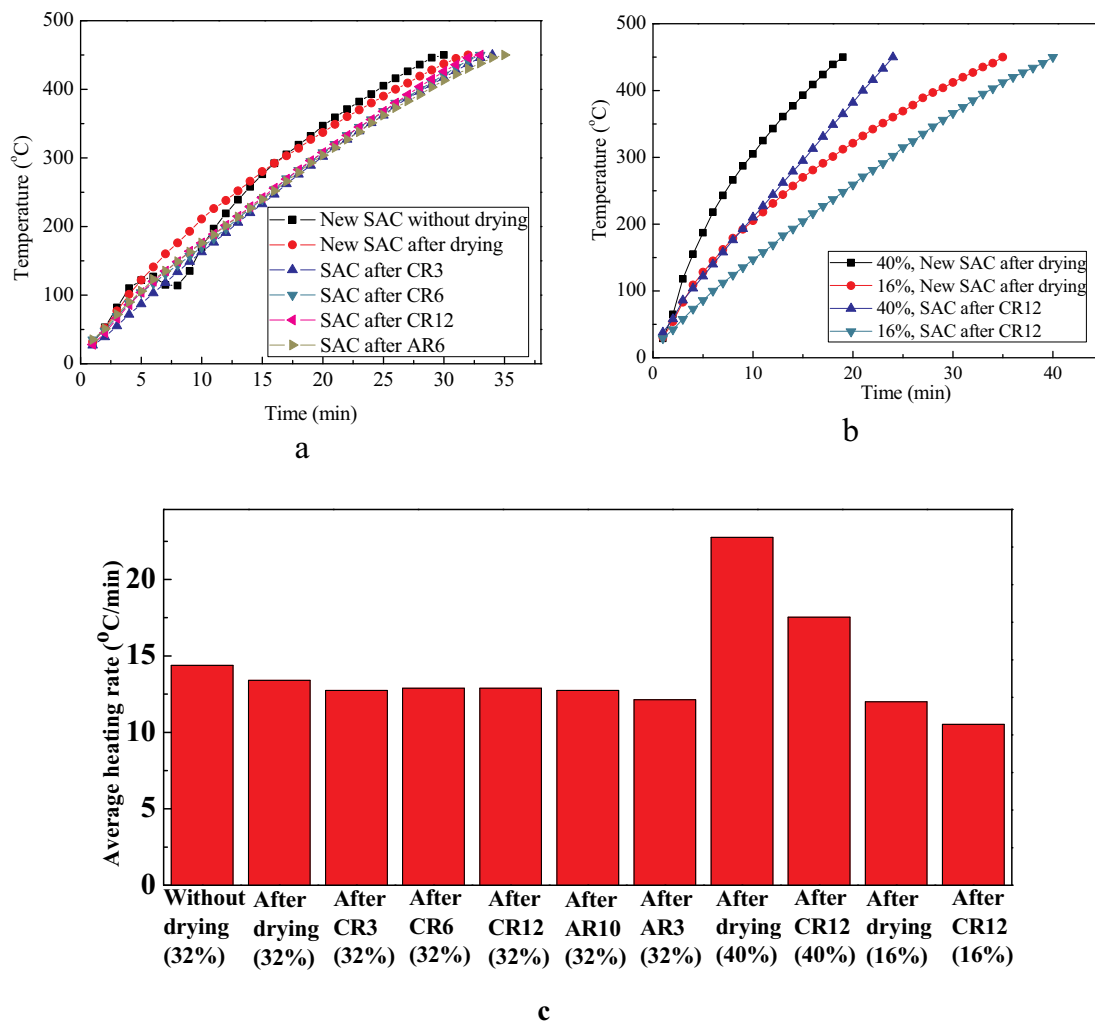 500
400
300
200
100
0
Temperature (°C)
0 5 10 15 20 25 30 35
Time (min)
New SAC without drying
New SAC after drying
SAC after CR3
SAC after CR6
SAC after CR12
SAC after AR6
a
500
400
300
200
100
0
Temperature (°C)
0 10 20 30 40
Time (min)
40%, New SAC after drying
16%, New SAC after drying
40%, SAC after CR12
16%, SAC after CR12
b
20
15
10
5
0
Average heating rate (°C/min)
Without drying (32%)
After drying (32%)
After CR3 (32%)
After CR6 (32%)
After CR12 (32%)
After AR10 (32%)
After AR3 (32%)
After drying (40%)
After CR12 (40%)
After drying (16%)
After CR12 (16%)
c